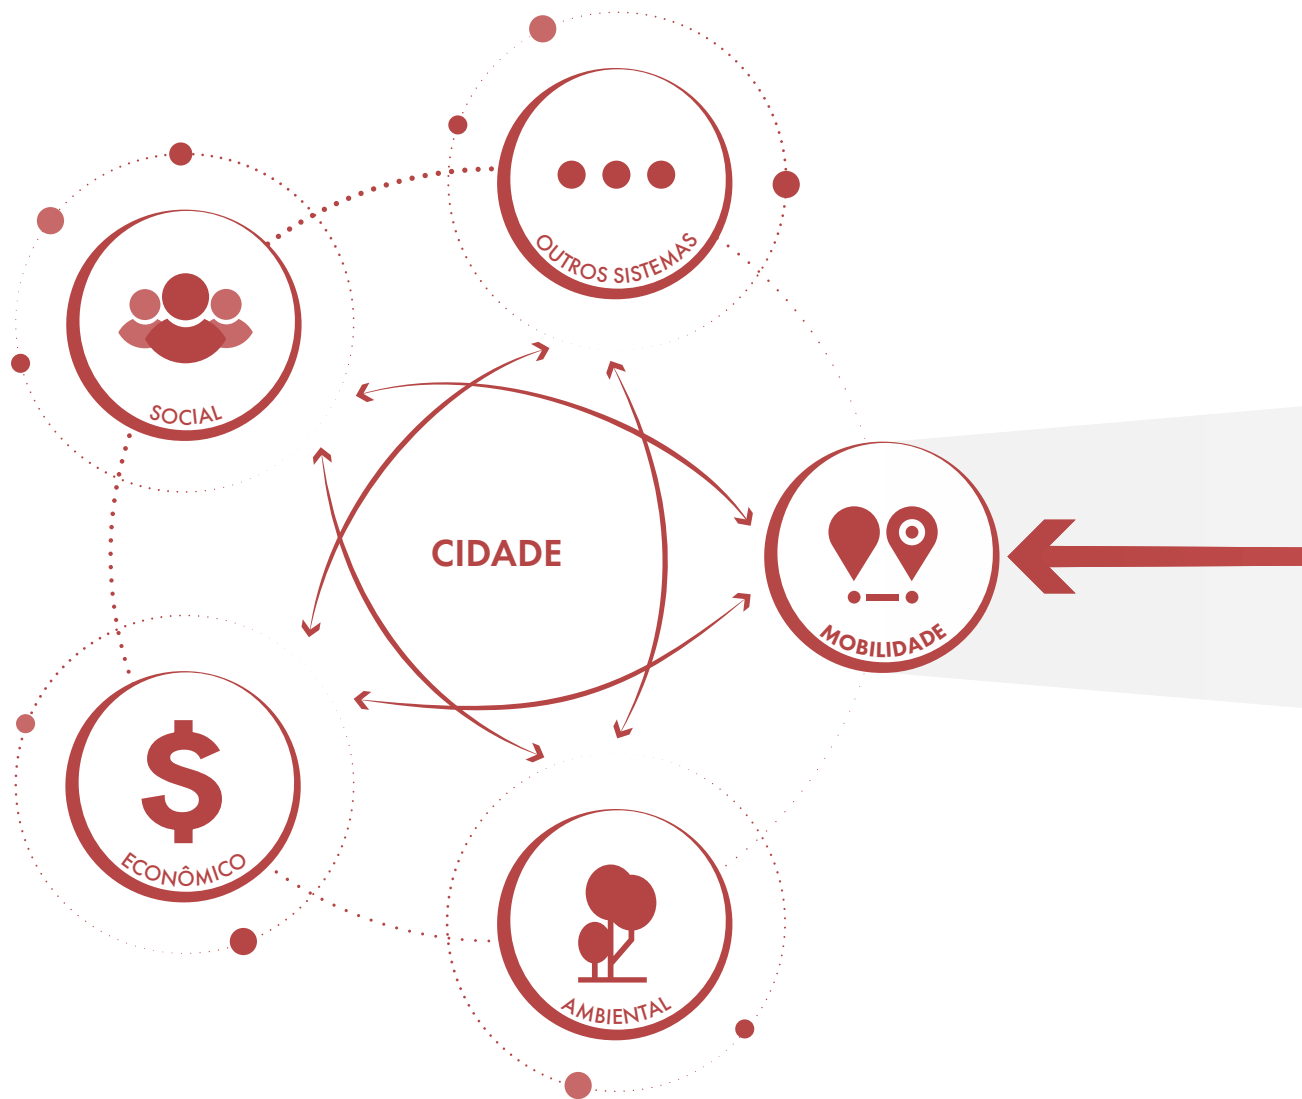 OUTROS SISTEMAS
SOCIAL
CIDADE
MOBILIDADE
ECONÔMICO
AMBIENTAL